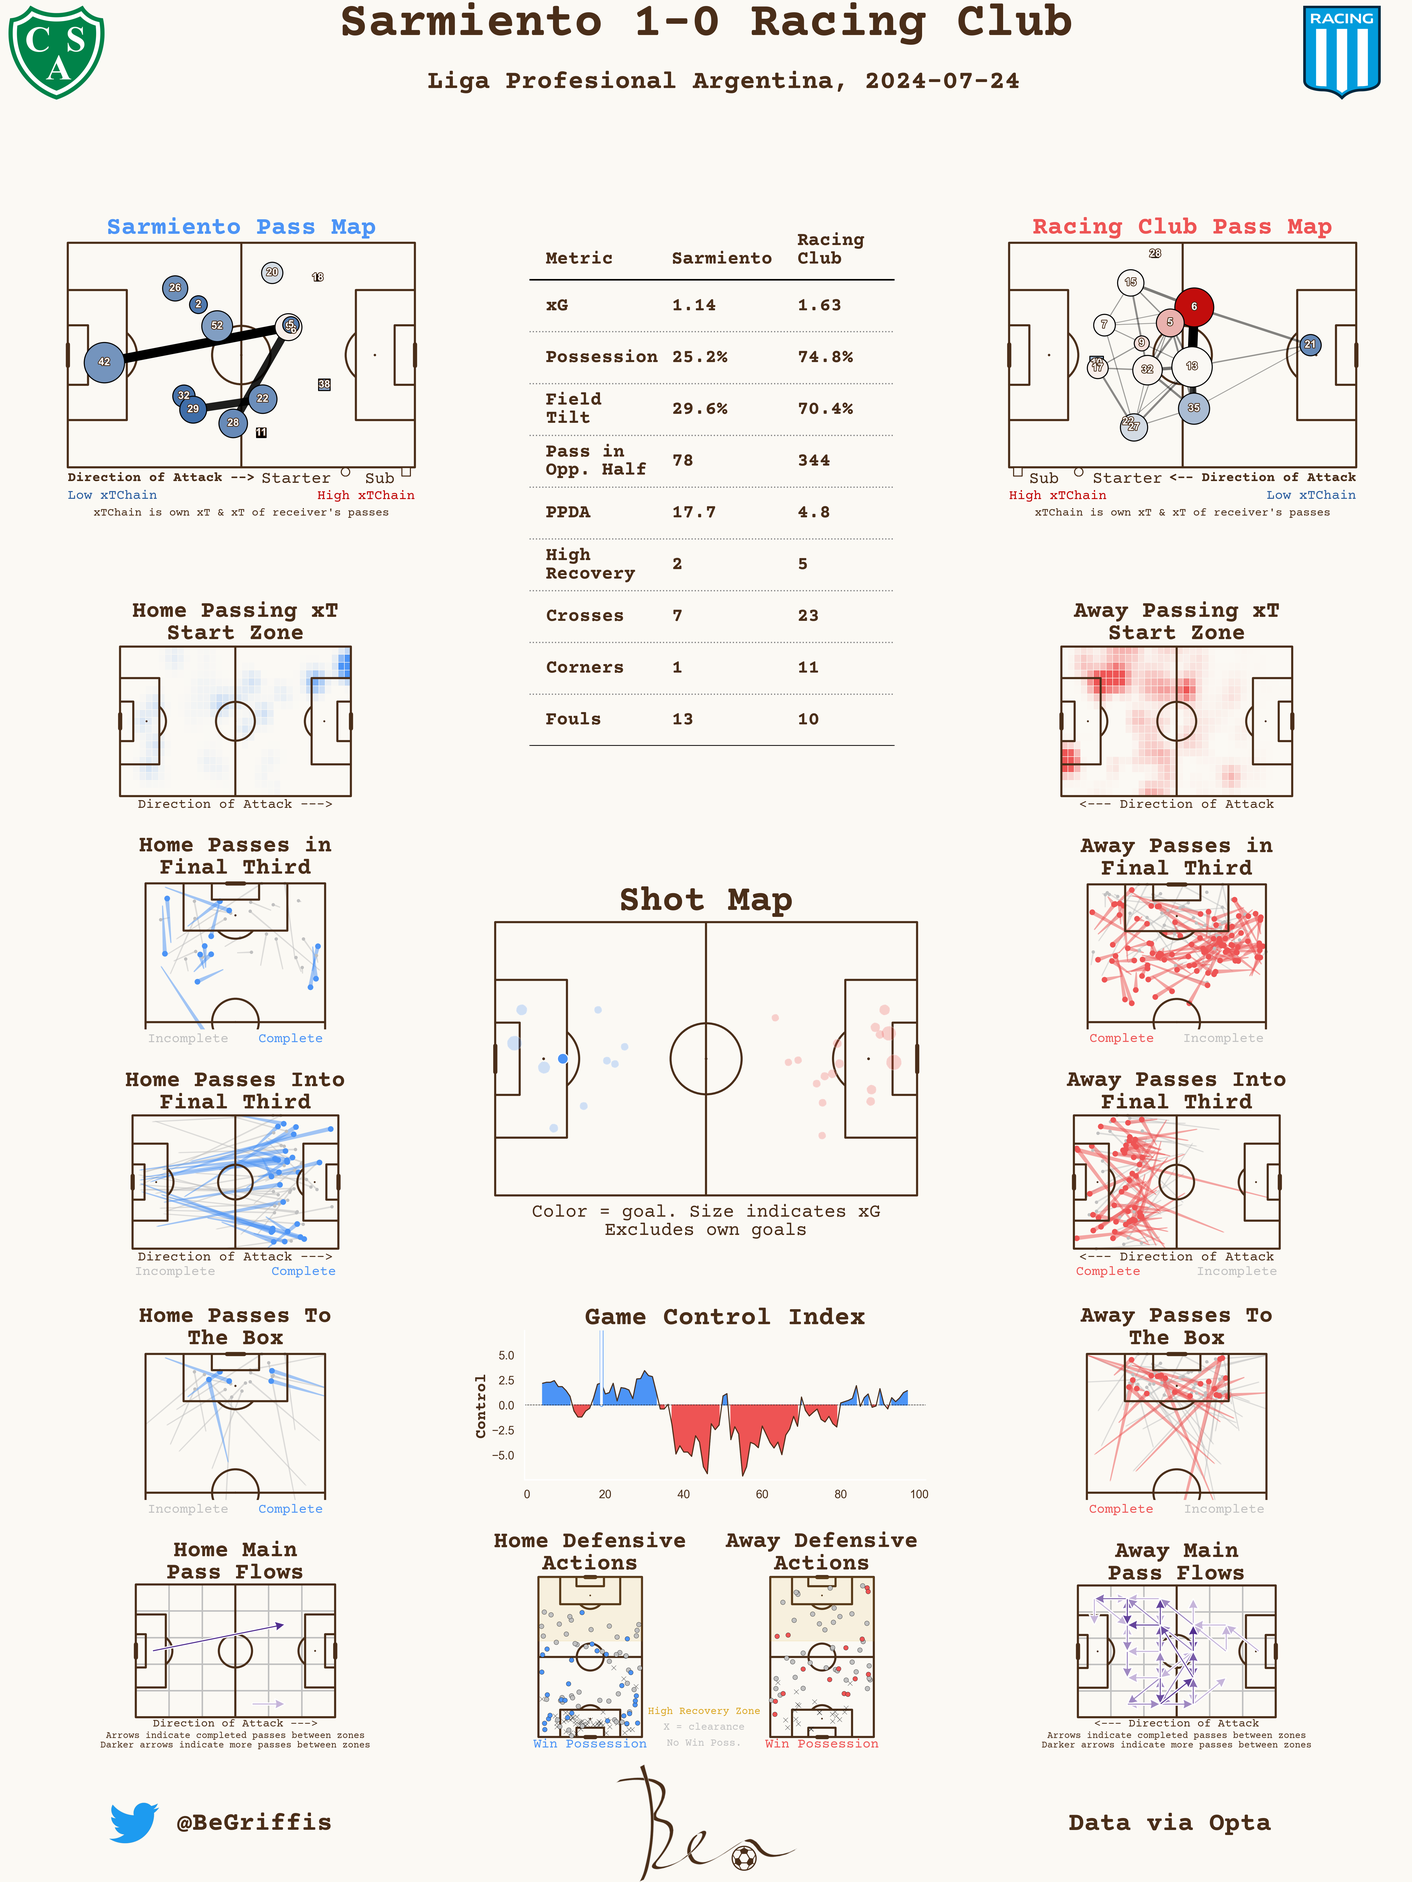 Sarmiento 1-0 Racing Club
Liga Profesional Argentina, 2024-07-24
C S
A
RACING
Sarmiento Pass Map
26
20
18
2
52
5
42
38
32
29
22
28
11
Direction of Attack --> Starter Sub
Low xTChain High xTChain
xTChain is own xT & xT of receiver's passes
Metric Sarmiento Racing Club
xG 1.14 1.63
Possession 25.2% 74.8%
Field Tilt 29.6% 70.4%
Pass in Opp. Half 78 344
PPDA 17.7 4.8
High Recovery 2 5
Crosses 7 23
Corners 1 11
Fouls 13 10
Racing Club Pass Map
28
15
6
7
5
9
21
17
32
13
35
27
Sub Starter <-- Direction of Attack
High xTChain Low xTChain
xTChain is own xT & xT of receiver's passes
Home Passing xT
Start Zone
Direction of Attack --->
Away Passing xT
Start Zone
<--- Direction of Attack
Home Passes in
Final Third
Incomplete Complete
Away Passes in
Final Third
Complete Incomplete
Shot Map
Color = goal. Size indicates xG
Excludes own goals
Home Passes Into
Final Third
Direction of Attack --->
Incomplete Complete
Away Passes Into
Final Third
<--- Direction of Attack
Complete Incomplete
Home Passes To
The Box
Incomplete Complete
Game Control Index
Control
5.0
2.5
0.0
−2.5
−5.0
0 20 40 60 80 100
Away Passes To
The Box
Complete Incomplete
Home Main
Pass Flows
Direction of Attack --->
Arrows indicate completed passes between zones
Darker arrows indicate more passes between zones
Home Defensive
Actions
Win Possession
Away Defensive
Actions
Win Possession
High Recovery Zone
X = clearance
No Win Poss.
Away Main
Pass Flows
<--- Direction of Attack
Arrows indicate completed passes between zones
Darker arrows indicate more passes between zones
@BeGriffis
Ben
Data via Opta